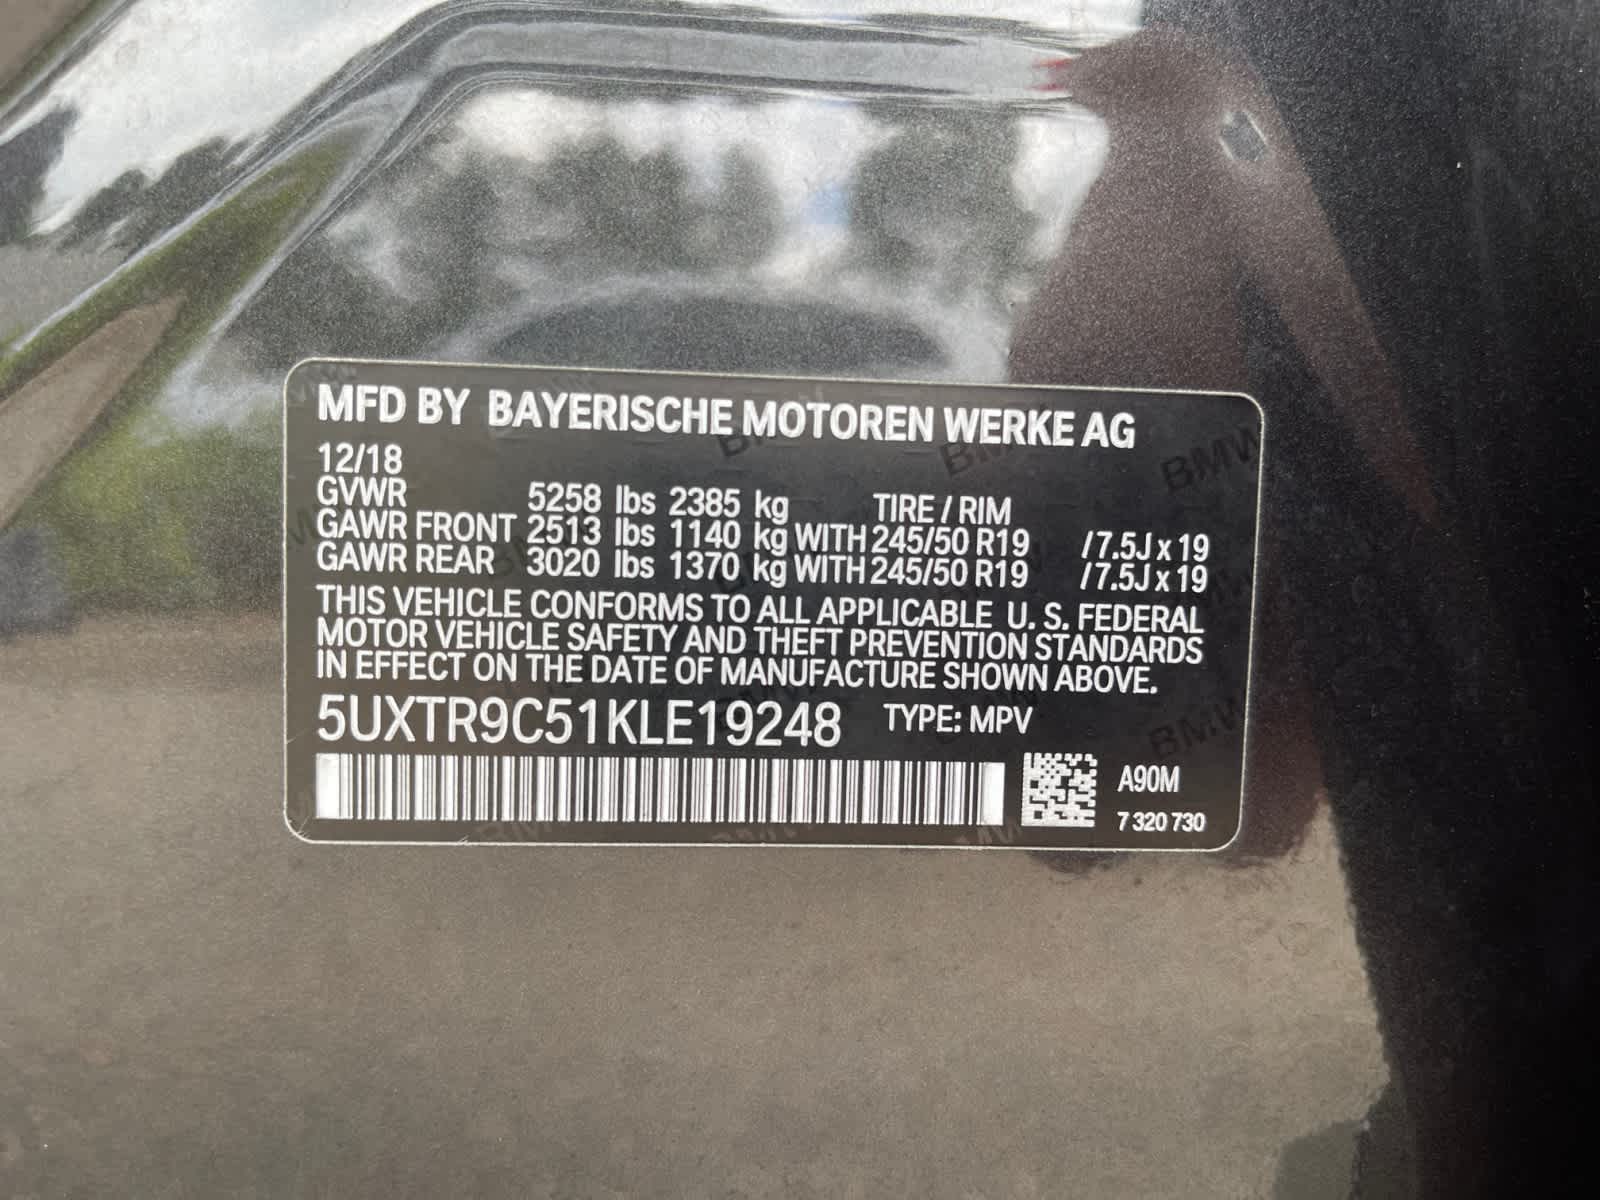 MFD BY BAYERISCHE MOTOREN WERKE AG
12/18
GVWR 5258 lbs 2385 kg TIRE / RIM
GAWR FRONT 2513 lbs 1140 kg WITH 245/50 R19 / 7.5J x 19
GAWR REAR 3020 lbs 1370 kg WITH 245/50 R19 / 7.5J x 19
THIS VEHICLE CONFORMS TO ALL APPLICABLE U. S. FEDERAL
MOTOR VEHICLE SAFETY AND THEFT PREVENTION STANDARDS
IN EFFECT ON THE DATE OF MANUFACTURE SHOWN ABOVE.
5UXTR9C51KLE19248 TYPE: MPV
A90M
7 320 730